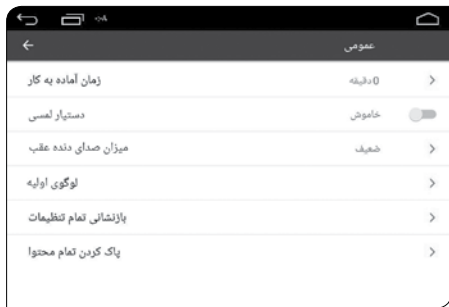 عمومی
زمان آماده به کار 0 دقیقه
دستیار لمسی خاموش
میزان صدای دنده عقب ضعیف
لوگوی اولیه
بازنشانی تمام تنظیمات
پاک کردن تمام محتوا